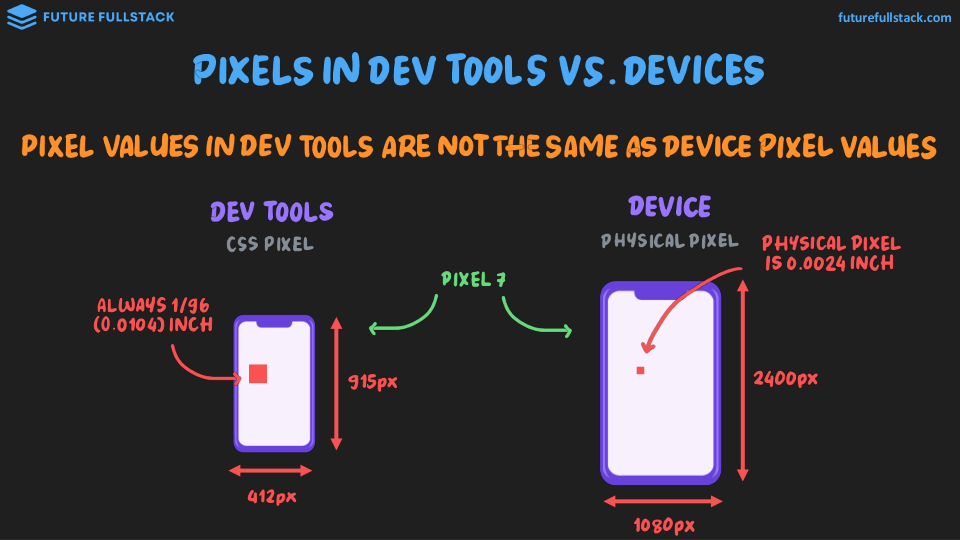 FUTURE FULLSTACK
futurefullstack.com
PIXELS IN DEV TOOLS VS. DEVICES
PIXEL VALUES IN DEV TOOLS ARE NOT THE SAME AS DEVICE PIXEL VALUES
DEV TOOLS
CSS PIXEL
DEVICE
PHYSICAL PIXEL
PHYSICAL PIXEL
IS 0.0024 INCH
PIXEL 7
ALWAYS 1/96
(0.0104) INCH
915px
412px
2400px
1080px